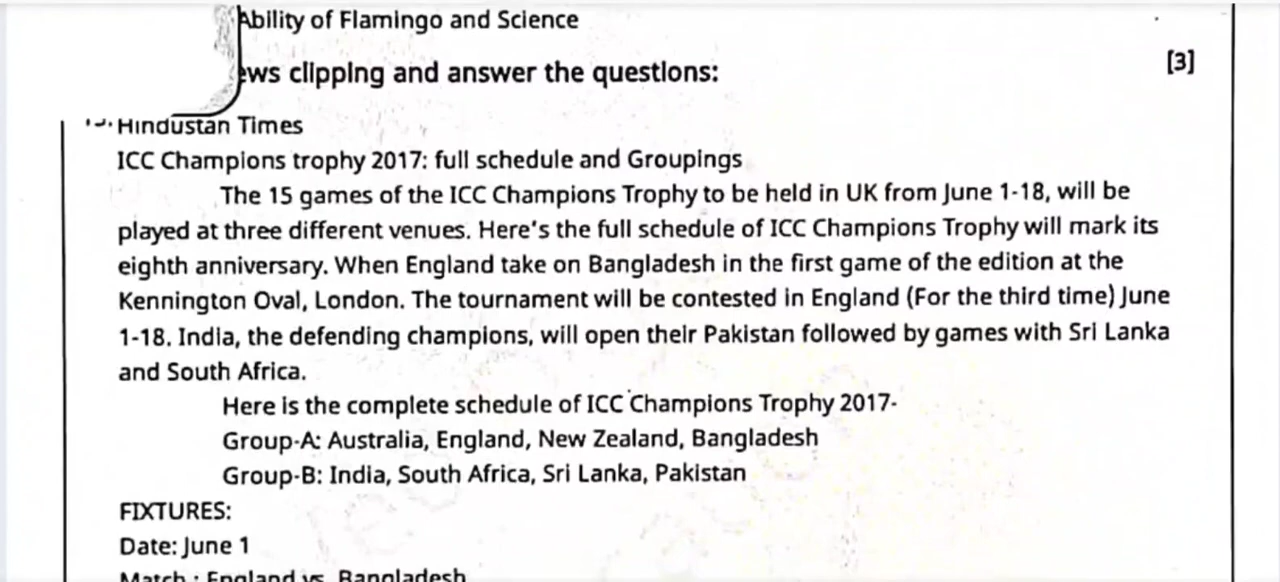 Ability of Flamingo and Science
ews clipping and answer the questions:
[3]
Hindustan Times
ICC Champions trophy 2017: full schedule and Groupings
The 15 games of the ICC Champions Trophy to be held in UK from June 1-18, will be
played at three different venues. Here's the full schedule of ICC Champions Trophy will mark its
eighth anniversary. When England take on Bangladesh in the first game of the edition at the
Kennington Oval, London. The tournament will be contested in England (For the third time) June
1-18. India, the defending champions, will open their Pakistan followed by games with Sri Lanka
and South Africa.
Here is the complete schedule of ICC Champions Trophy 2017-
Group-A: Australia, England, New Zealand, Bangladesh
Group-B: India, South Africa, Sri Lanka, Pakistan
FIXTURES:
Date: June 1
Match : England vs. Bangladesh